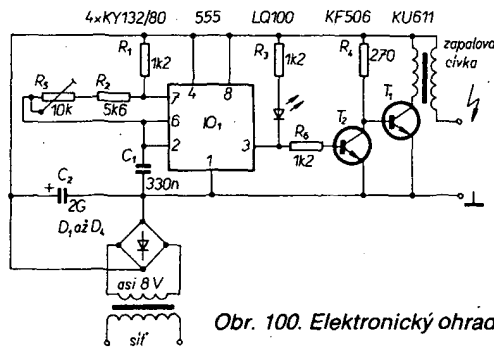 4×KY132/80 555 LQ100 KF506 KU611
R₁ 1k2
R₃ 1k2
R₄ 270
zapalova
cívka
R₅ 10k
R₂ 5k6
4 8
7
6
2
IO₁
3
1
T₁
T₂
R₆ 1k2
C₁ 330n
+ C₂ 2G
D₁ až D₄
asi 8 V
síť
Obr. 100. Elektronický ohrad